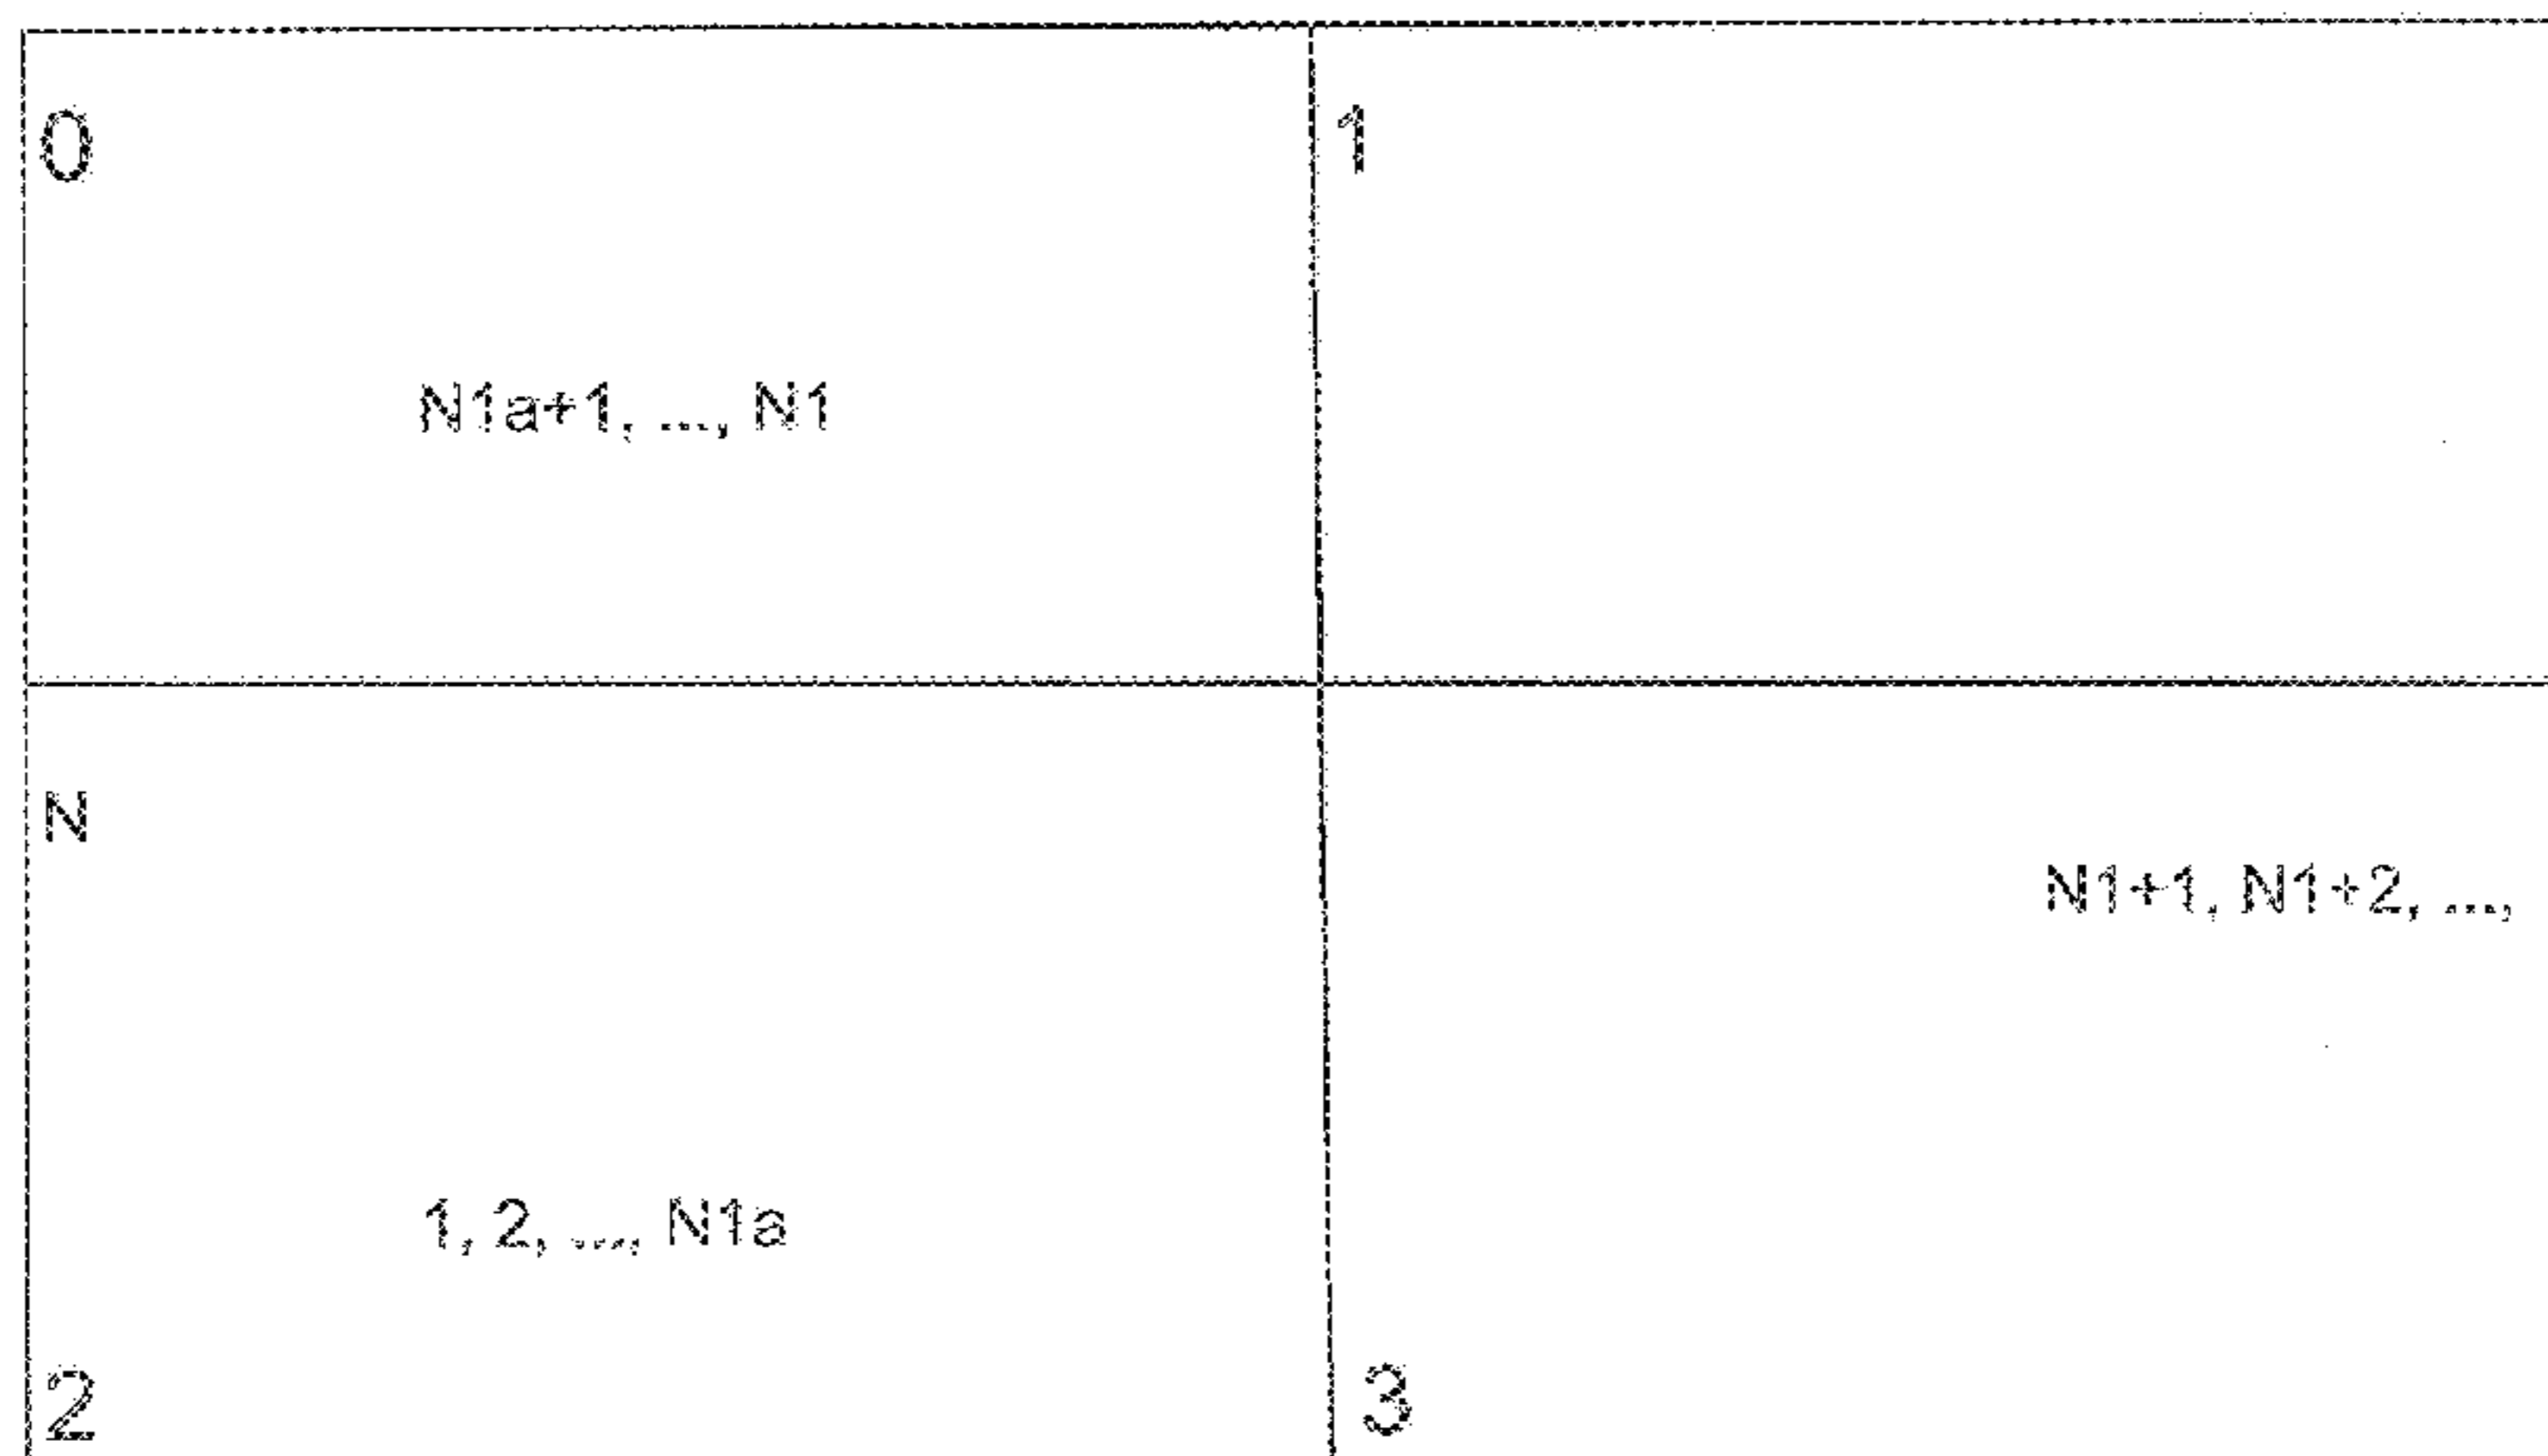 0
1
N1a+1, ..., N1
N
N1+1, N1+2, ...,
1, 2, ..., N1a
2
3